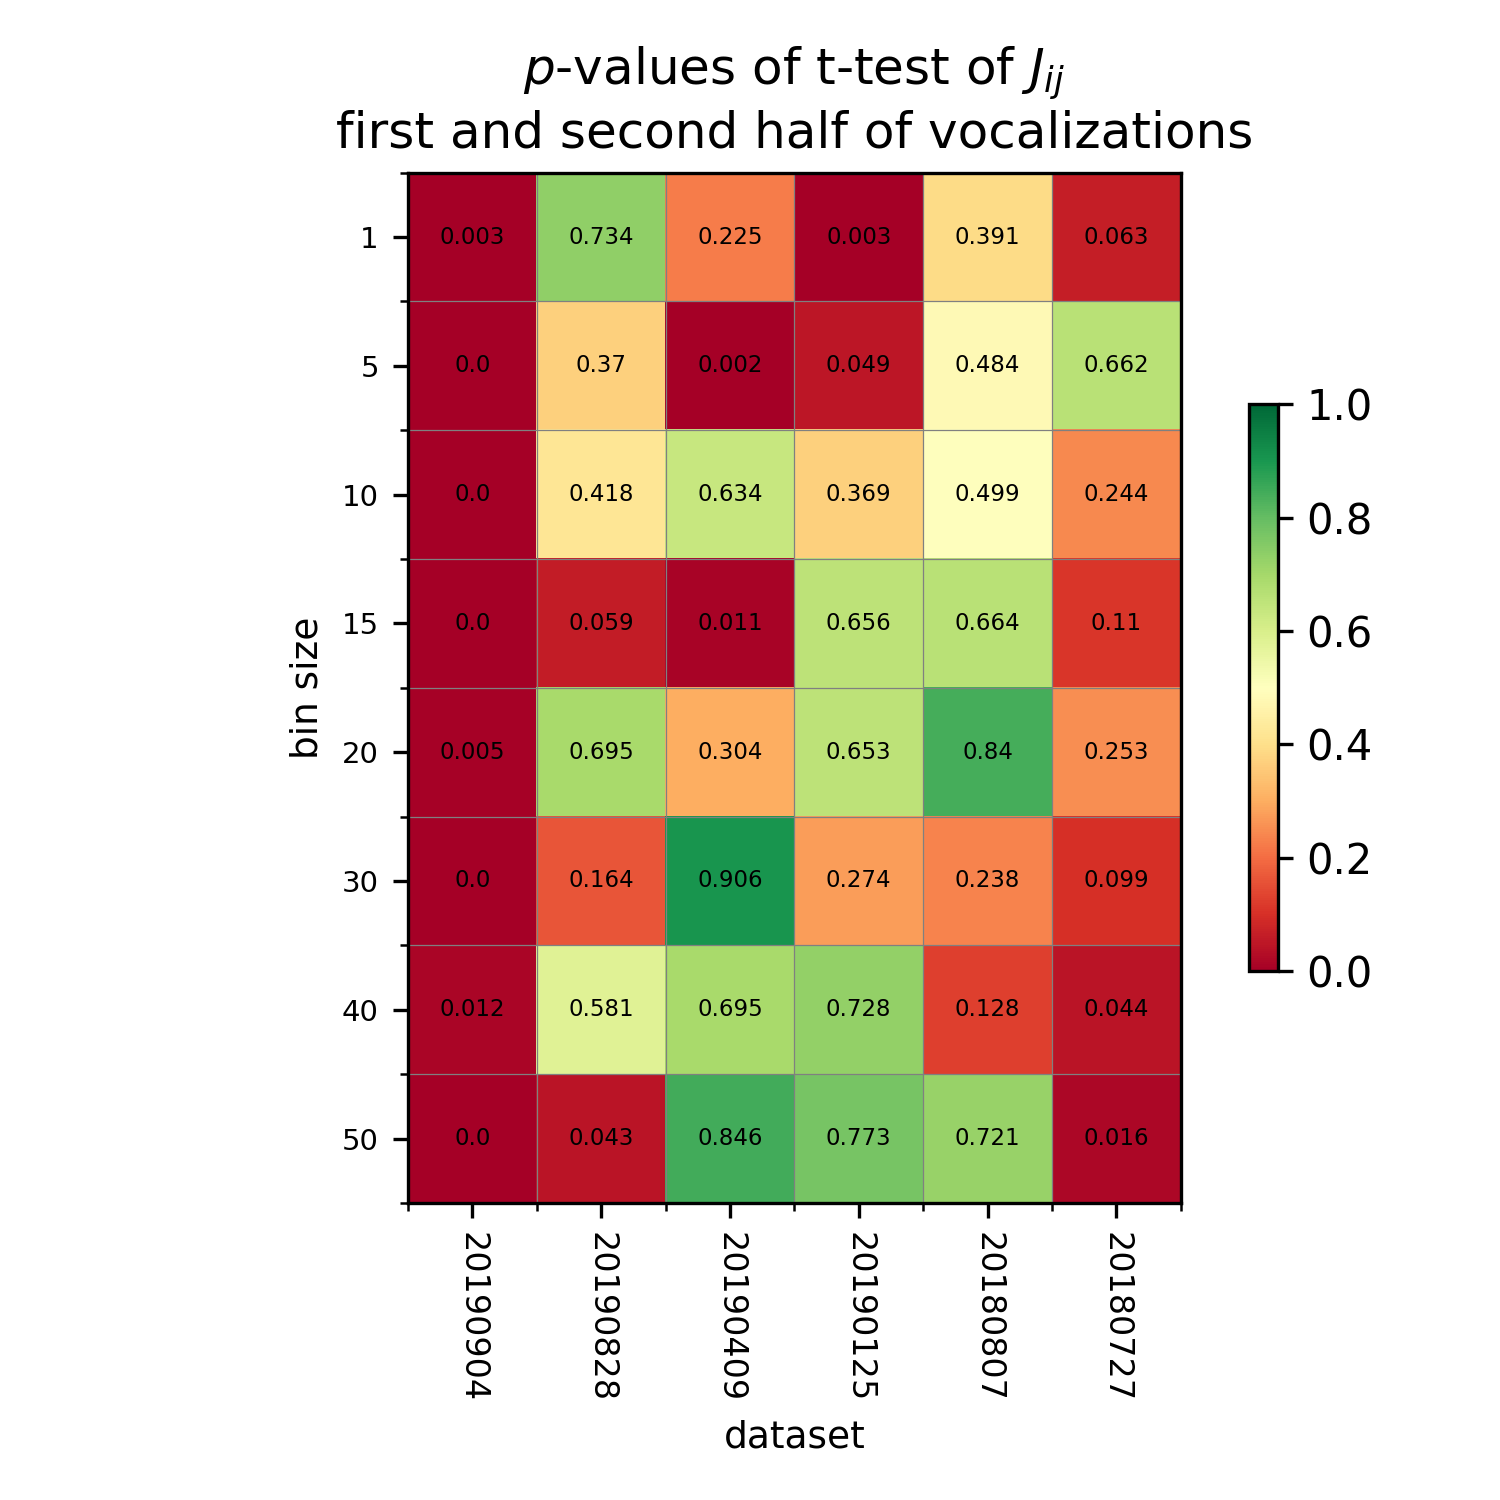 p-values of t-test of Jij
first and second half of vocalizations
1 0.003 0.734 0.225 0.003 0.391 0.063
5 0.0 0.37 0.002 0.049 0.484 0.662
10 0.0 0.418 0.634 0.369 0.499 0.244
15 0.0 0.059 0.011 0.656 0.664 0.11
20 0.005 0.695 0.304 0.653 0.84 0.253
30 0.0 0.164 0.906 0.274 0.238 0.099
40 0.012 0.581 0.695 0.728 0.128 0.044
50 0.0 0.043 0.846 0.773 0.721 0.016
bin size
20190904 20190828 20190409 20190125 20180807 20180727
dataset
1.0
0.8
0.6
0.4
0.2
0.0